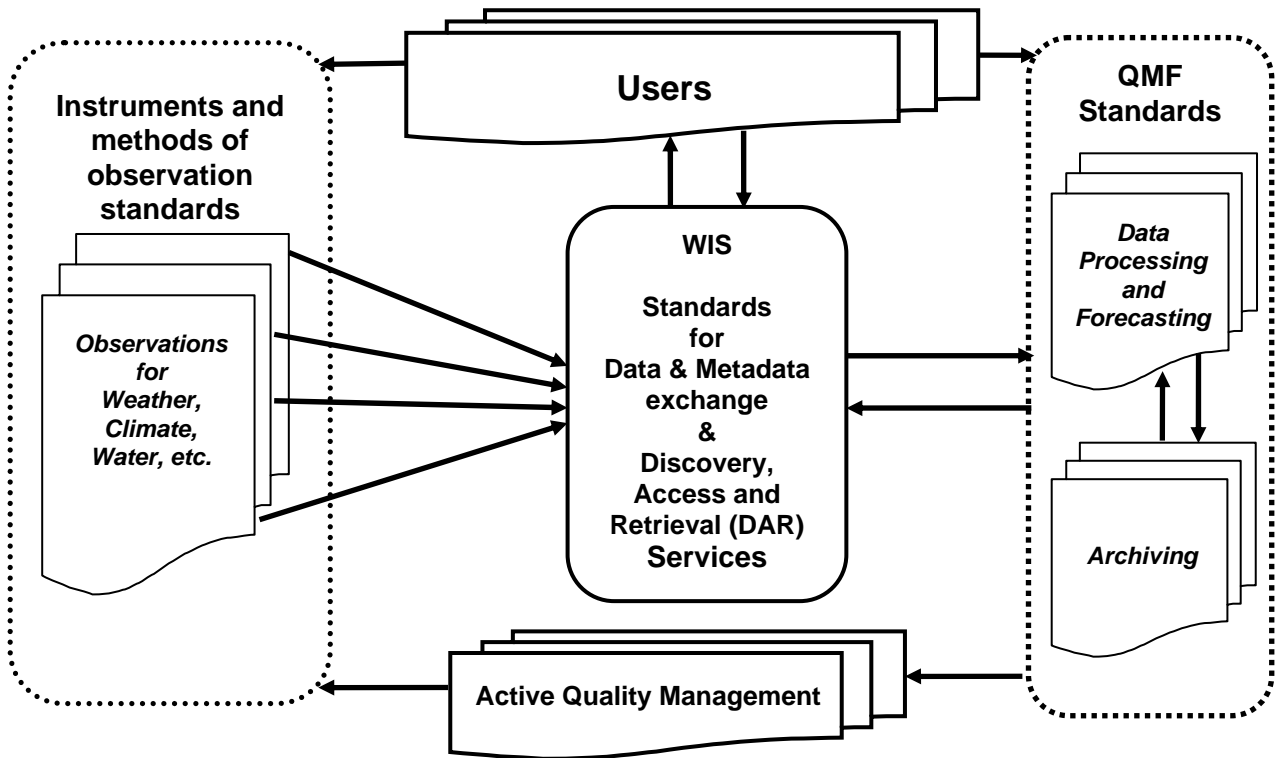 Users
Instruments and
methods of
observation
standards
Observations
for
Weather,
Climate,
Water, etc.
WIS
Standards
for
Data & Metadata
exchange
&
Discovery,
Access and
Retrieval (DAR)
Services
QMF
Standards
Data
Processing
and
Forecasting
Archiving
Active Quality Management